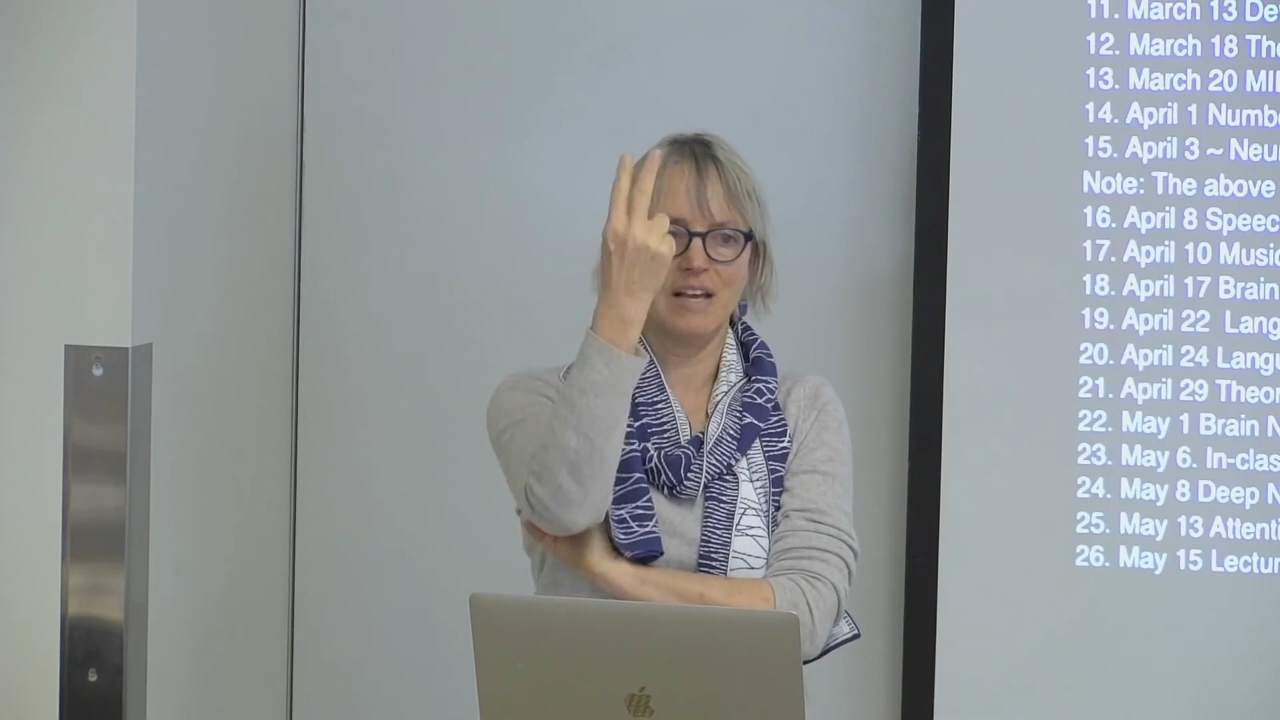 11. March 13 De
12. March 18 The
13. March 20 MI
14. April 1 Numb
15. April 3 ~ Neu
Note: The above
16. April 8 Speec
17. April 10 Music
18. April 17 Brain
19. April 22 Lang
20. April 24 Langu
21. April 29 Theor
22. May 1 Brain N
23. May 6. In-clas
24. May 8 Deep N
25. May 13 Attent
26. May 15 Lectur